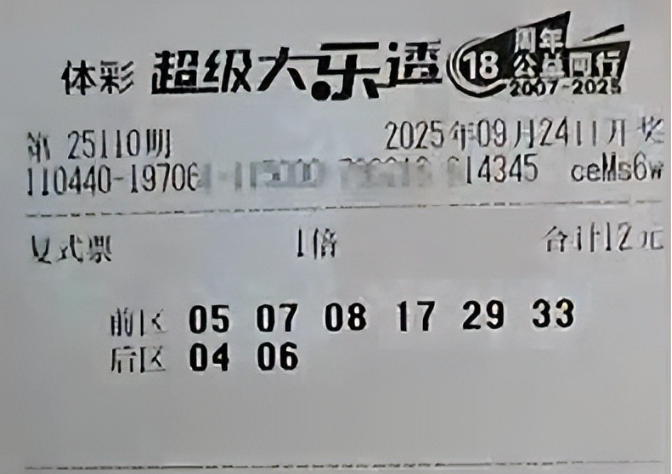 体彩 超级大乐透 18周年 公益同行 2007-2025
第 25110期 2025年09月24日开奖
110440-19706 614345 ceMs6w
复式票 1倍 合计12元
前区 05 07 08 17 29 33
后区 04 06